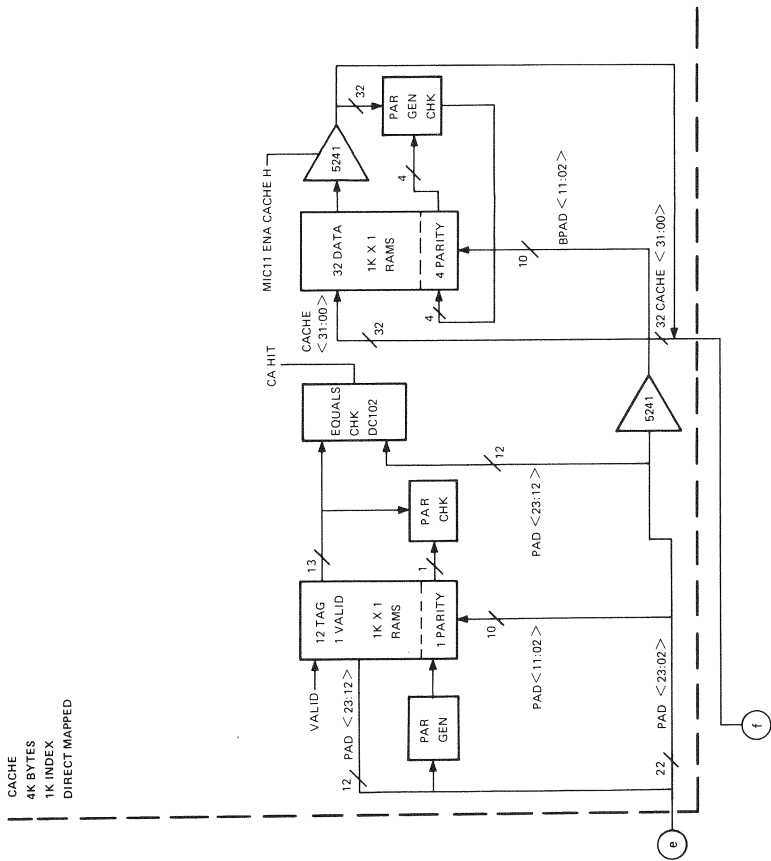 CACHE
4K BYTES
1K INDEX
DIRECT MAPPED
VALID
12
PAD <23:12>
PAR
GEN
12 TAG
1 VALID
1K X 1
RAMS
1 PARITY
13
1
PAR
CHK
10
PAD<11:02>
PAD <23:12>
12
EQUALS
CHK
DC102
CA HIT
CACHE
<31:00>
32
4
32 DATA
1K X 1
RAMS
4 PARITY
MIC11 ENA CACHE H
5241
32
4
PAR
GEN
CHK
10
BPAD <11:02>
e
22
PAD <23:02>
5241
32 CACHE <31:00>
f